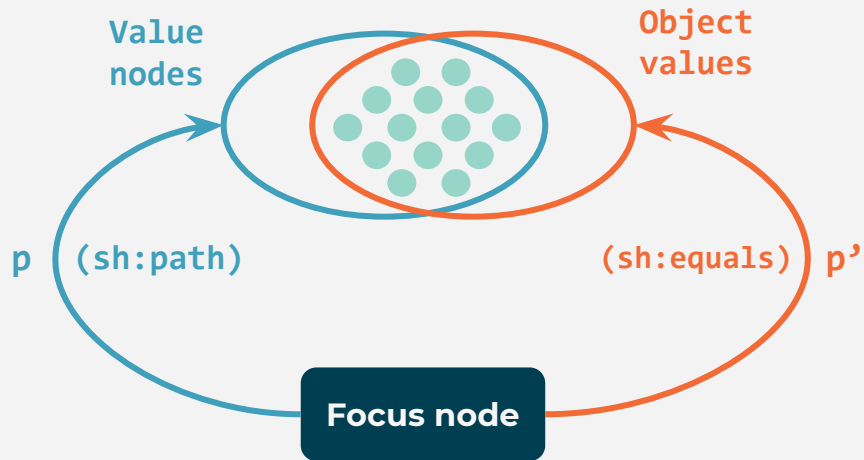 Value
nodes
Object
values
p (sh:path)
(sh:equals) p’
Focus node